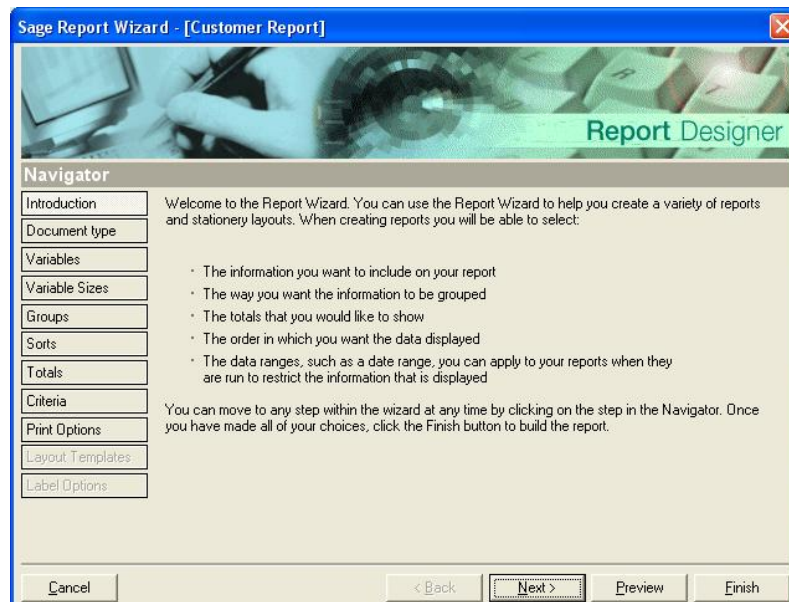 Sage Report Wizard - [Customer Report]
Report Designer
Navigator
Introduction
Document type
Variables
Variable Sizes
Groups
Sorts
Totals
Criteria
Print Options
Layout Templates
Label Options
Welcome to the Report Wizard. You can use the Report Wizard to help you create a variety of reports
and stationery layouts. When creating reports you will be able to select:
· The information you want to include on your report
· The way you want the information to be grouped
· The totals that you would like to show
· The order in which you want the data displayed
· The data ranges, such as a date range, you can apply to your reports when they
are run to restrict the information that is displayed
You can move to any step within the wizard at any time by clicking on the step in the Navigator. Once
you have made all of your choices, click the Finish button to build the report.
Cancel
< Back
Next >
Preview
Finish